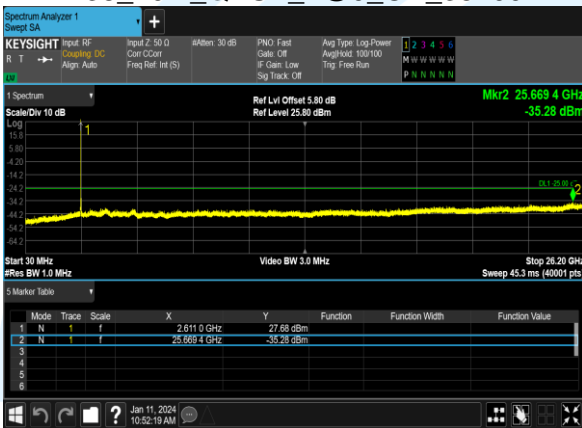 Spectrum Analyzer 1
Swept SA
KEYSIGHT
R T
LW
Input: RF
Coupling: DC
Align: Auto
Input Z: 50 Ω
Corr CCorr
Freq Ref: Int (S)
#Atten: 30 dB
PNO: Fast
Gate: Off
IF Gain: Low
Sig Track: Off
Avg Type: Log-Power
Avg|Hold: 100/100
Trig: Free Run
1 2 3 4 5 6
M W W W W W
P N N N N N
1 Spectrum
Scale/Div 10 dB
Ref Lvl Offset 5.80 dB
Ref Level 25.80 dBm
Mkr2 25.669 4 GHz
-35.28 dBm
Log
15.8
5.80
-4.20
-14.2
-24.2
-34.2
-44.2
-54.2
-64.2
1
DL1 -25.00
2
Start 30 MHz
#Res BW 1.0 MHz
Video BW 3.0 MHz
Stop 26.20 GHz
Sweep 45.3 ms (40001 pts
5 Marker Table
Mode Trace Scale X Y Function Function Width Function Value
1 N 1 f 2.611 0 GHz 27.68 dBm
2 N 1 f 25.669 4 GHz -35.28 dBm
3
4
5
6
?
Jan 11, 2024
10:52:19 AM